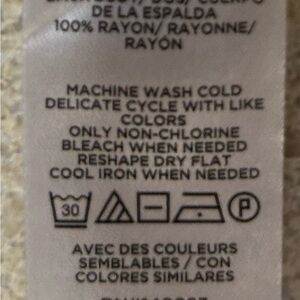 DE LA ESPALDA
100% RAYON/ RAYONNE/
RAYÓN
MACHINE WASH COLD
DELICATE CYCLE WITH LIKE
COLORS
ONLY NON-CHLORINE
BLEACH WHEN NEEDED
RESHAPE DRY FLAT
COOL IRON WHEN NEEDED
30 P
AVEC DES COULEURS
SEMBLABLES / CON
COLORES SIMILARES